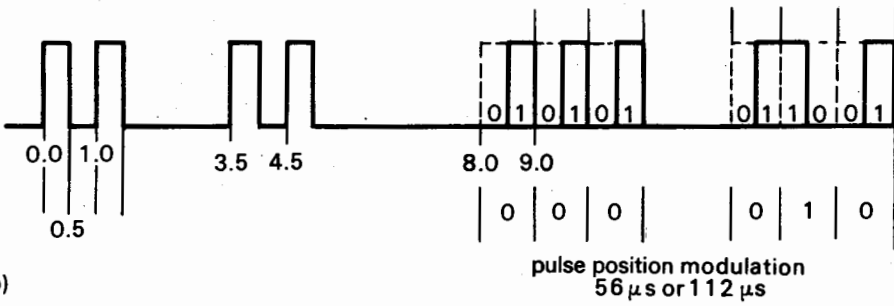 0 1 0 1 0 1 0 1 1 0 0 1
0.0 1.0 3.5 4.5 8.0 9.0
0 0 0 0 1 0
0.5
pulse position modulation
56 μs or 112 μs
)